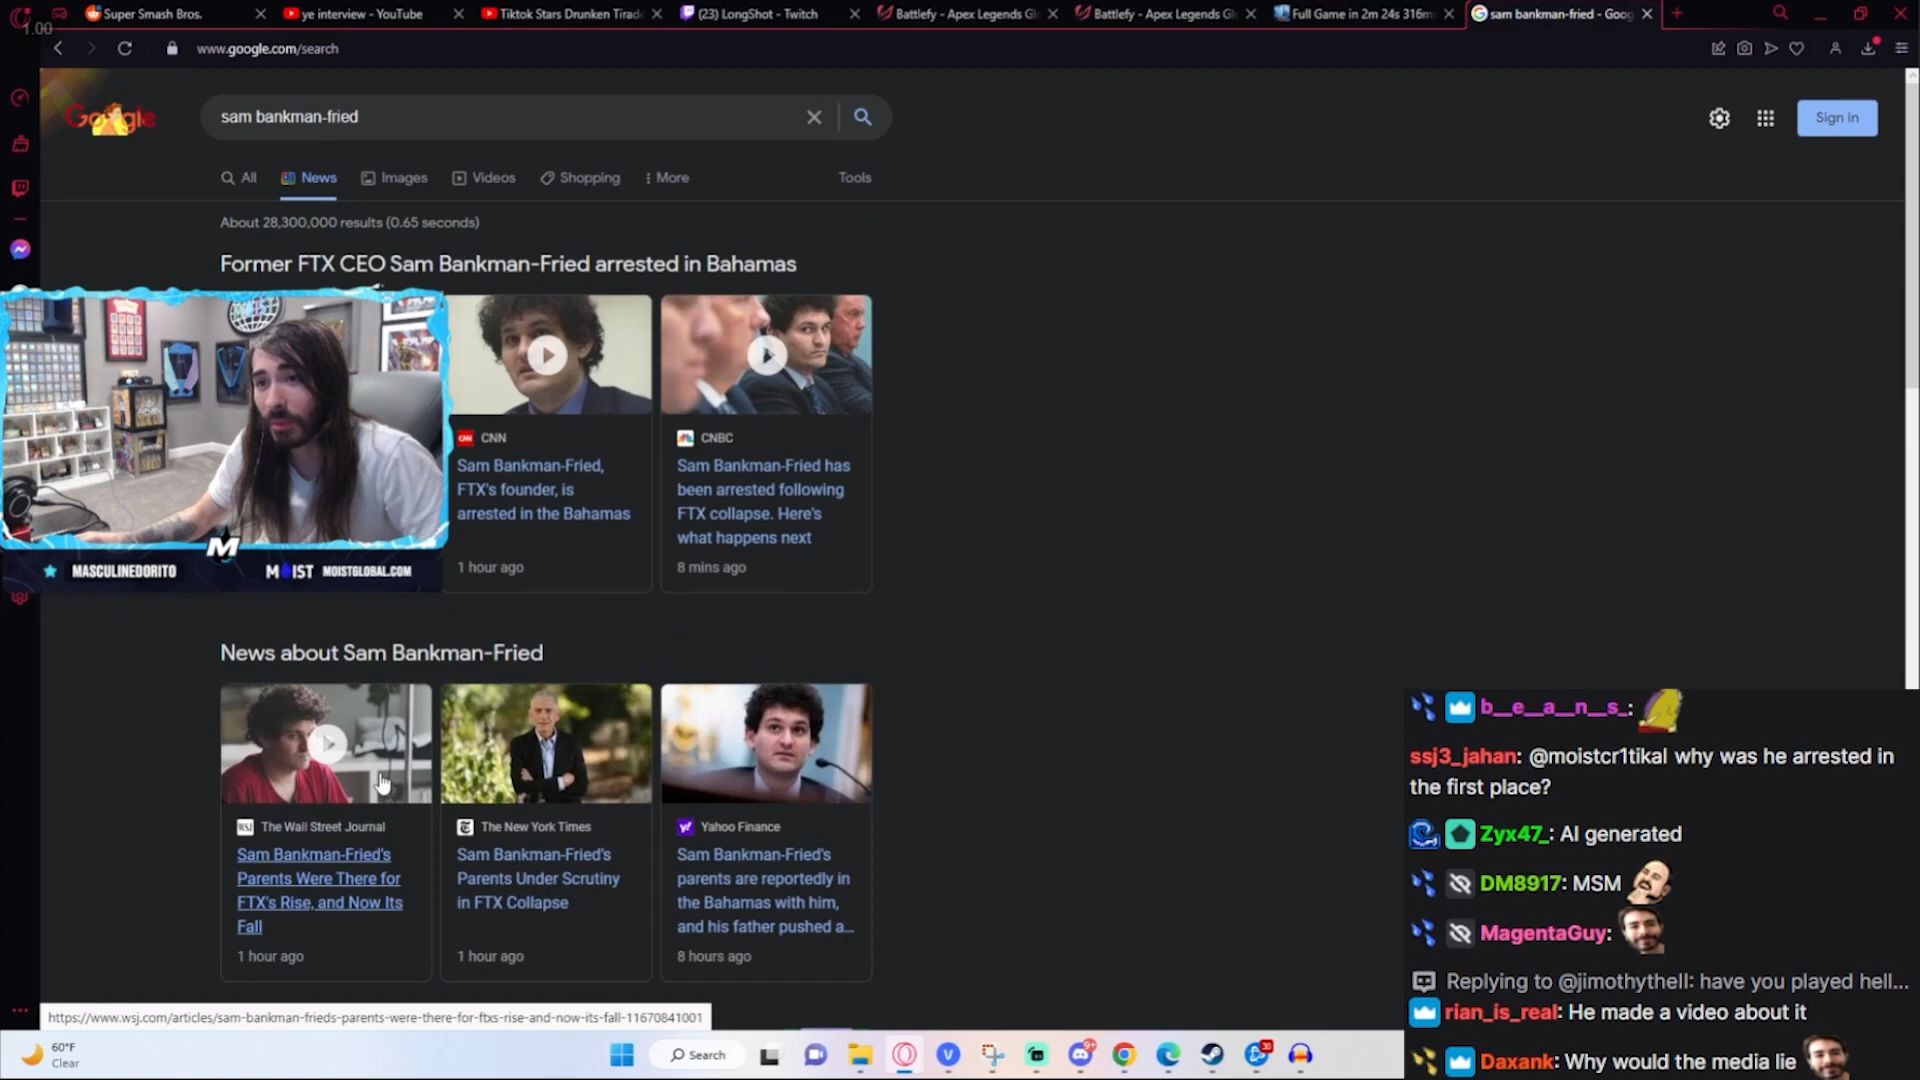 Super Smash Bros.
ye interview - YouTube
Tiktok Stars Drunken Tirad
(23) LongShot - Twitch
Battlefy - Apex Legends Gl
Battlefy - Apex Legends Gl
Full Game in 2m 24s 316m
sam bankman-fried - Goog
1.00
www.google.com/search
Google
sam bankman-fried
Sign in
All
News
Images
Videos
Shopping
More
Tools
About 28,300,000 results (0.65 seconds)
Former FTX CEO Sam Bankman-Fried arrested in Bahamas
CNN
Sam Bankman-Fried,
FTX's founder, is
arrested in the Bahamas
1 hour ago
CNBC
Sam Bankman-Fried has
been arrested following
FTX collapse. Here's
what happens next
8 mins ago
M
MASCULINEDORITO
MOIST
MOISTGLOBAL.COM
News about Sam Bankman-Fried
WSJ
The Wall Street Journal
Sam Bankman-Fried's
Parents Were There for
FTX's Rise, and Now Its
Fall
1 hour ago
The New York Times
Sam Bankman-Fried's
Parents Under Scrutiny
in FTX Collapse
1 hour ago
Yahoo Finance
Sam Bankman-Fried's
parents are reportedly in
the Bahamas with him,
and his father pushed a...
8 hours ago
b__e__a__n__s_:
ssj3_jahan: @moistcr1tikal why was he arrested in
the first place?
Zyx47_: AI generated
DM8917: MSM
MagentaGuy:
Replying to @jimothythell: have you played hell...
rian_is_real: He made a video about it
Daxank: Why would the media lie
https://www.wsj.com/articles/sam-bankman-frieds-parents-were-there-for-ftxs-rise-and-now-its-fall-11670841001
60°F
Clear
Search
9+
30